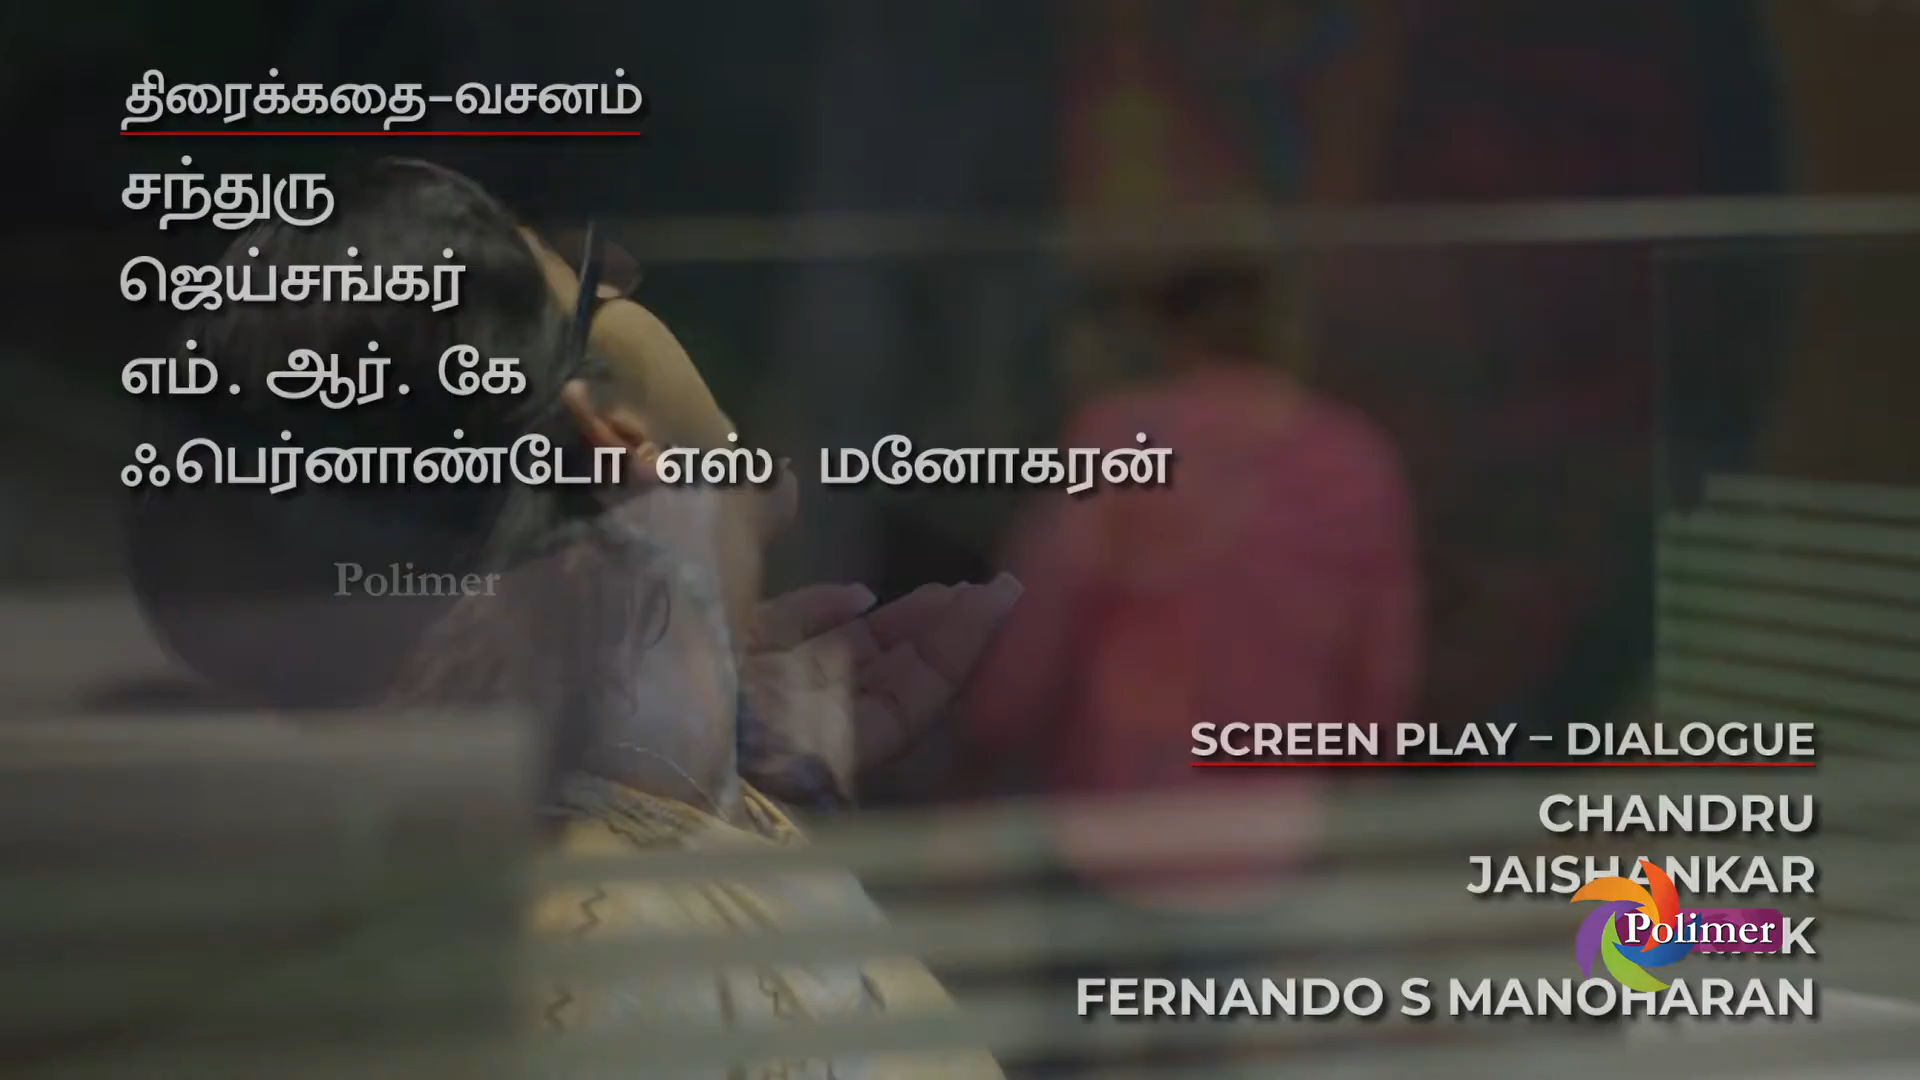 திரைக்கதை-வசனம்
சந்துரு
ஜெய்சங்கர்
எம். ஆர். கே
ஃபெர்னாண்டோ எஸ் மனோகரன்
Polimer
SCREEN PLAY – DIALOGUE
CHANDRU
JAISHANKAR
Polimer
FERNANDO S MANOHARAN